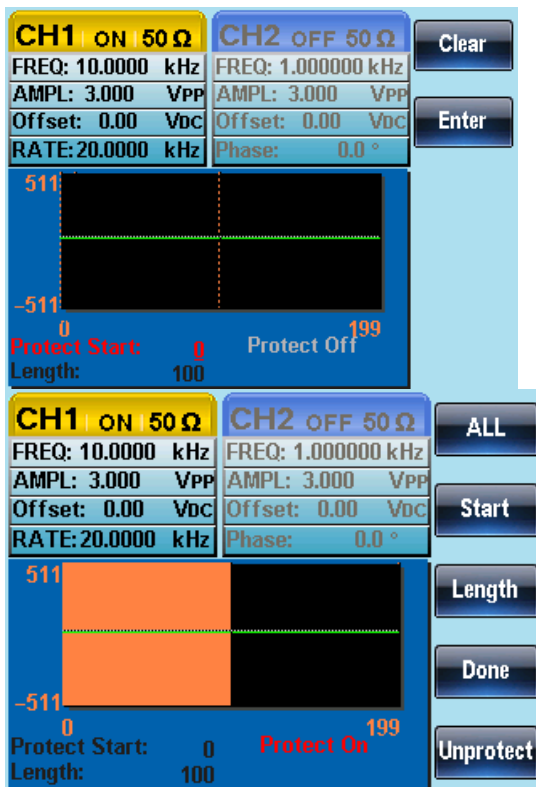 CH1 ON 50 Ω CH2 OFF 50 Ω
Clear
FREQ: 10.0000 kHz FREQ: 1.000000 kHz
AMPL: 3.000 VPP AMPL: 3.000 VPP
Offset: 0.00 VDC Offset: 0.00 VDC
Enter
RATE: 20.0000 kHz Phase: 0.0 °
511
-511
0 199
Protect Start: 0 Protect Off
Length: 100
CH1 ON 50 Ω CH2 OFF 50 Ω
ALL
FREQ: 10.0000 kHz FREQ: 1.000000 kHz
AMPL: 3.000 VPP AMPL: 3.000 VPP
Offset: 0.00 VDC Offset: 0.00 VDC
Start
RATE: 20.0000 kHz Phase: 0.0 °
511
Length
Done
-511
0 199
Protect Start: 0 Protect On
Unprotect
Length: 100